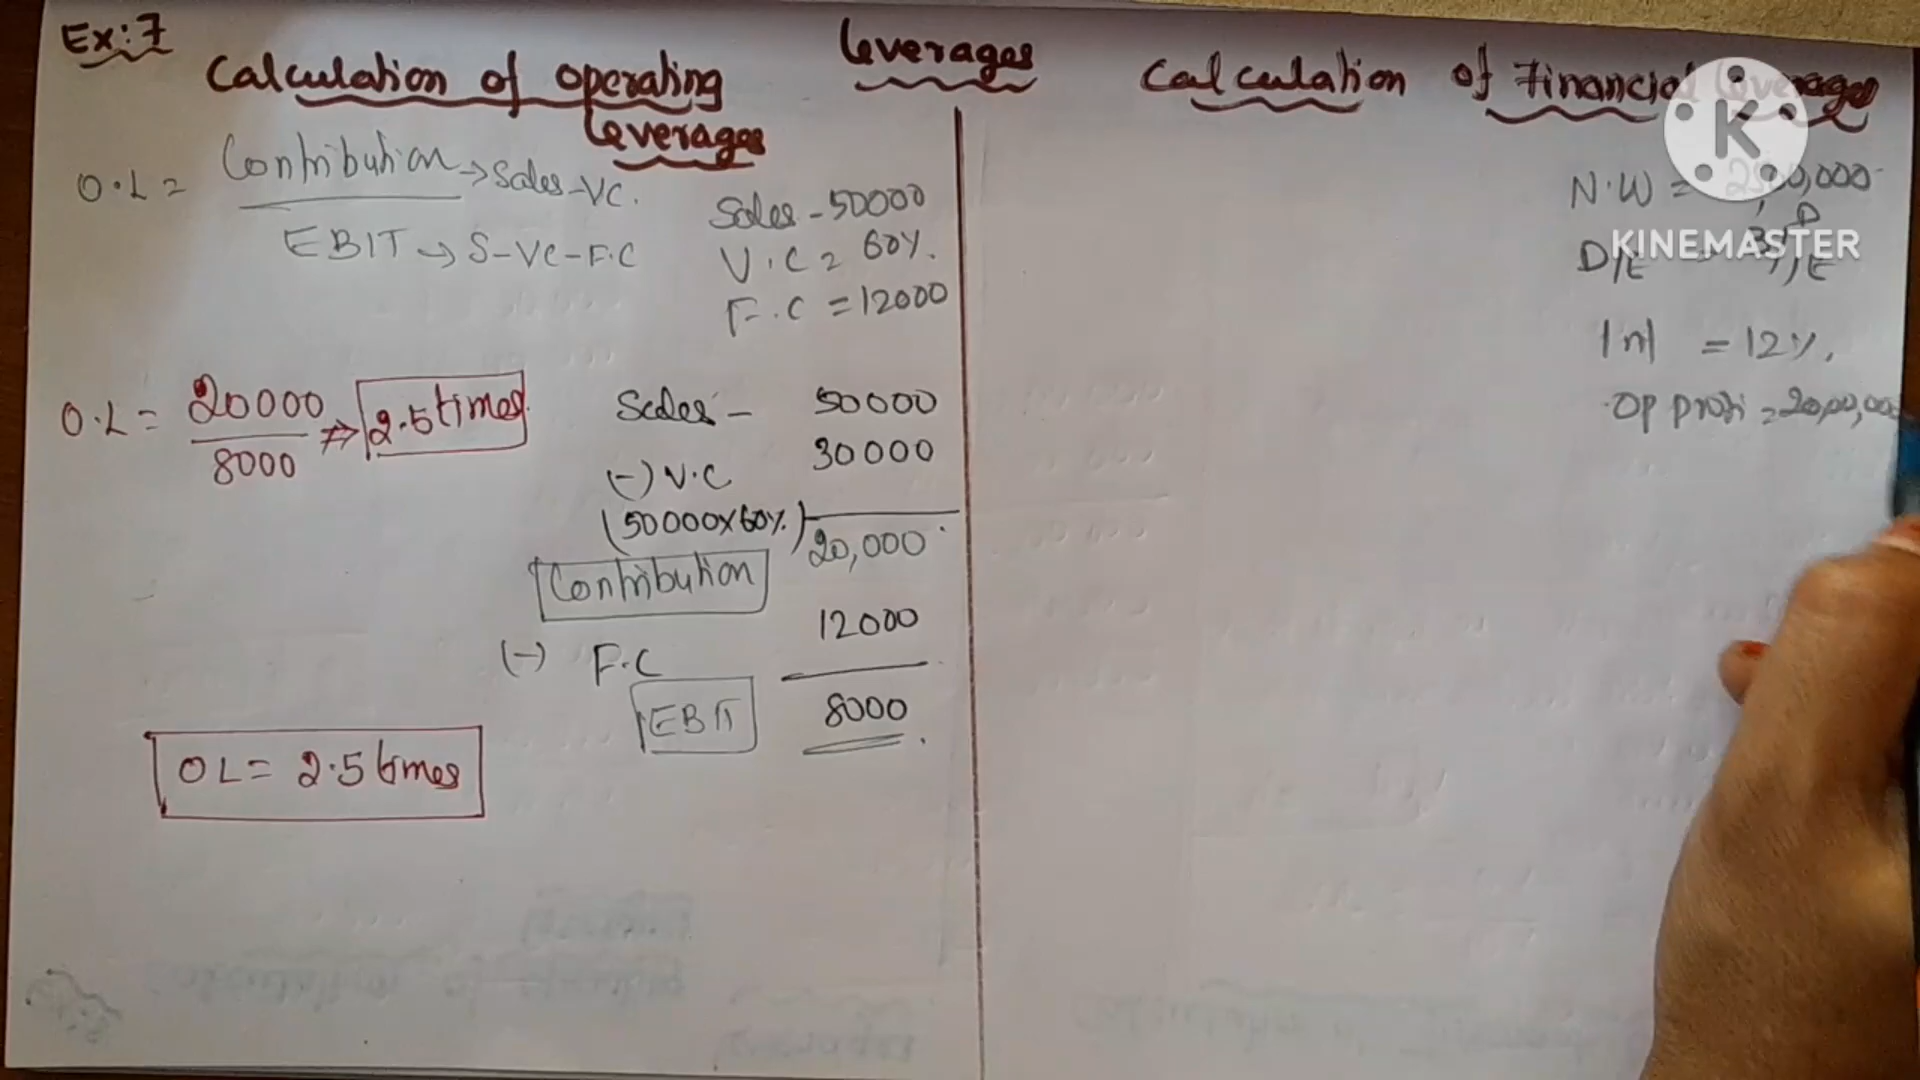 Ex:7
Leverages
Calculation of operating
Leverages
O.L = Contribution → Sales - VC.
EBIT → S-VC-F.C
Sales - 50000
V.C = 60%.
F.C = 12000
O.L = 20000
8000
⇒ 2.5 times
Sales - 50000
(-) V.C 30000
(50000x60%)
Contribution 20,000
(-) F.C 12000
EBIT 8000
OL = 2.5 times
Calculation of Financial Leverages
N.W =
D/E
Int = 12%.
KINEMASTER
K